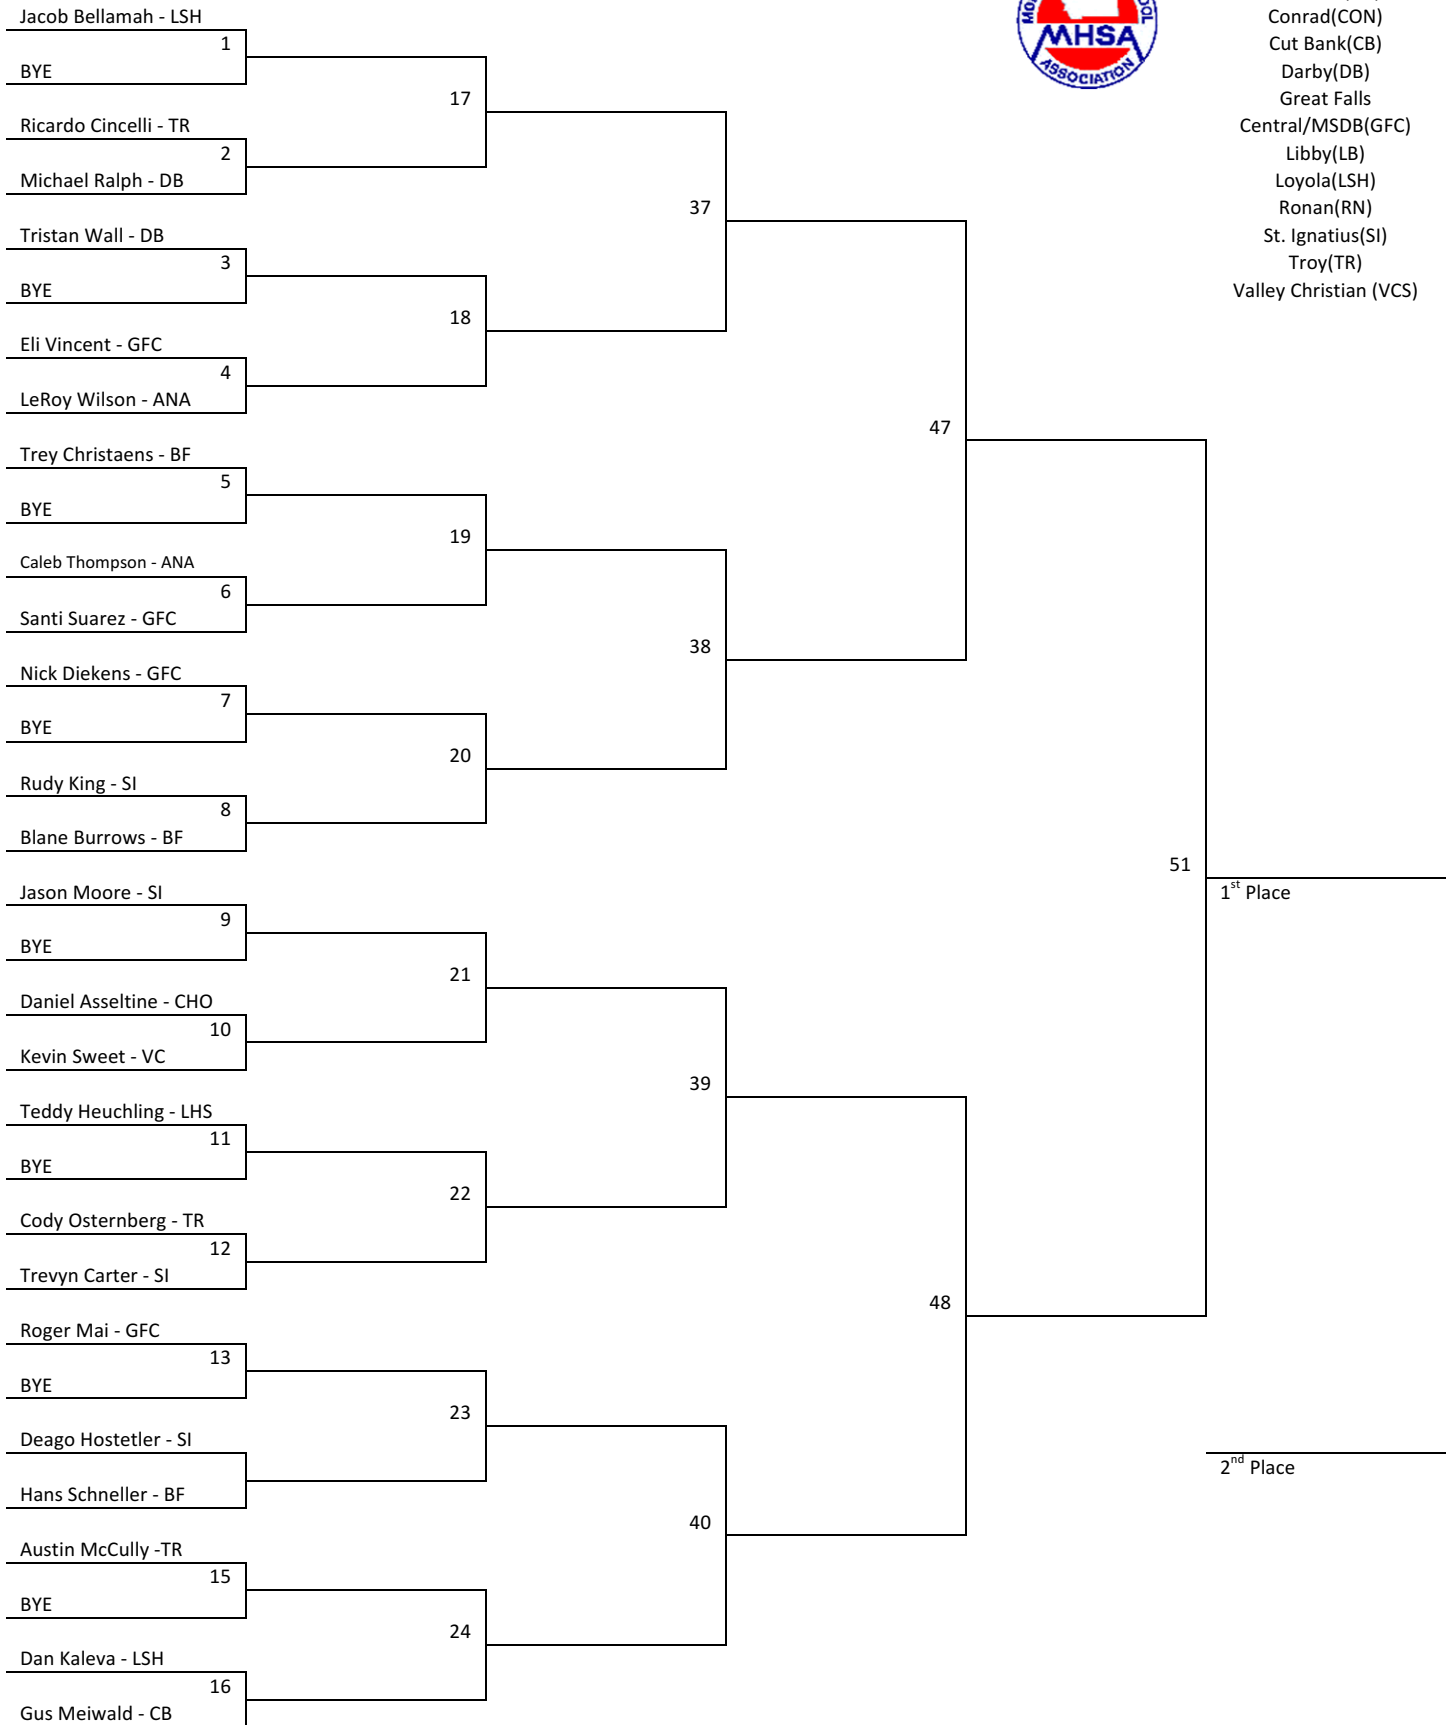 Jacob Bellamah - LSH
1
BYE
17
Ricardo Cincelli - TR
2
Michael Ralph - DB
37
Tristan Wall - DB
3
BYE
18
Eli Vincent - GFC
4
LeRoy Wilson - ANA
47
Trey Christaens - BF
5
BYE
19
Caleb Thompson - ANA
6
Santi Suarez - GFC
38
Nick Diekens - GFC
7
BYE
20
Rudy King - SI
8
Blane Burrows - BF
51
1st Place
Jason Moore - SI
9
BYE
21
Daniel Asseltine - CHO
10
Kevin Sweet - VC
39
Teddy Heuchling - LHS
11
BYE
22
Cody Osternberg - TR
12
Trevyn Carter - SI
48
Roger Mai - GFC
13
BYE
23
Deago Hostetler - SI
Hans Schneller - BF
2nd Place
40
Austin McCully -TR
15
BYE
24
Dan Kaleva - LSH
16
Gus Meiwald - CB
MHSA
ASSOCIATION
Conrad(CON)
Cut Bank(CB)
Darby(DB)
Great Falls
Central/MSDB(GFC)
Libby(LB)
Loyola(LSH)
Ronan(RN)
St. Ignatius(SI)
Troy(TR)
Valley Christian (VCS)